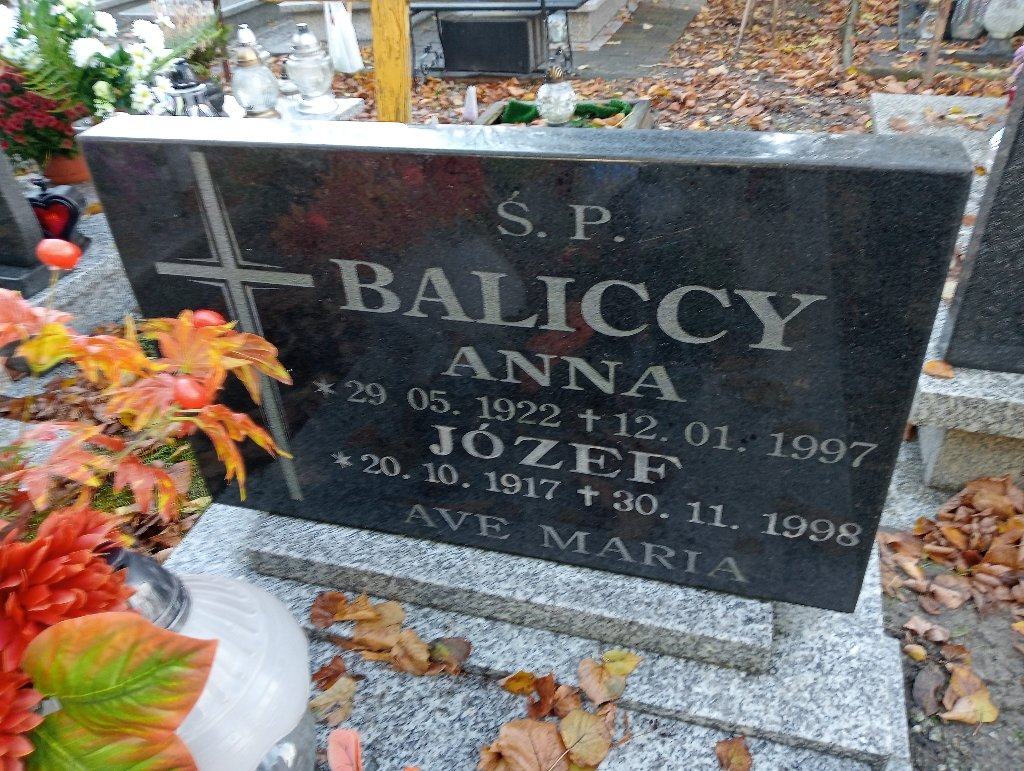 Ś. P.
BALICCY
ANNA
* 29 05. 1922 ✝ 12. 01. 1997
JÓZEF
* 20. 10. 1917 ✝ 30. 11. 1998
AVE MARIA